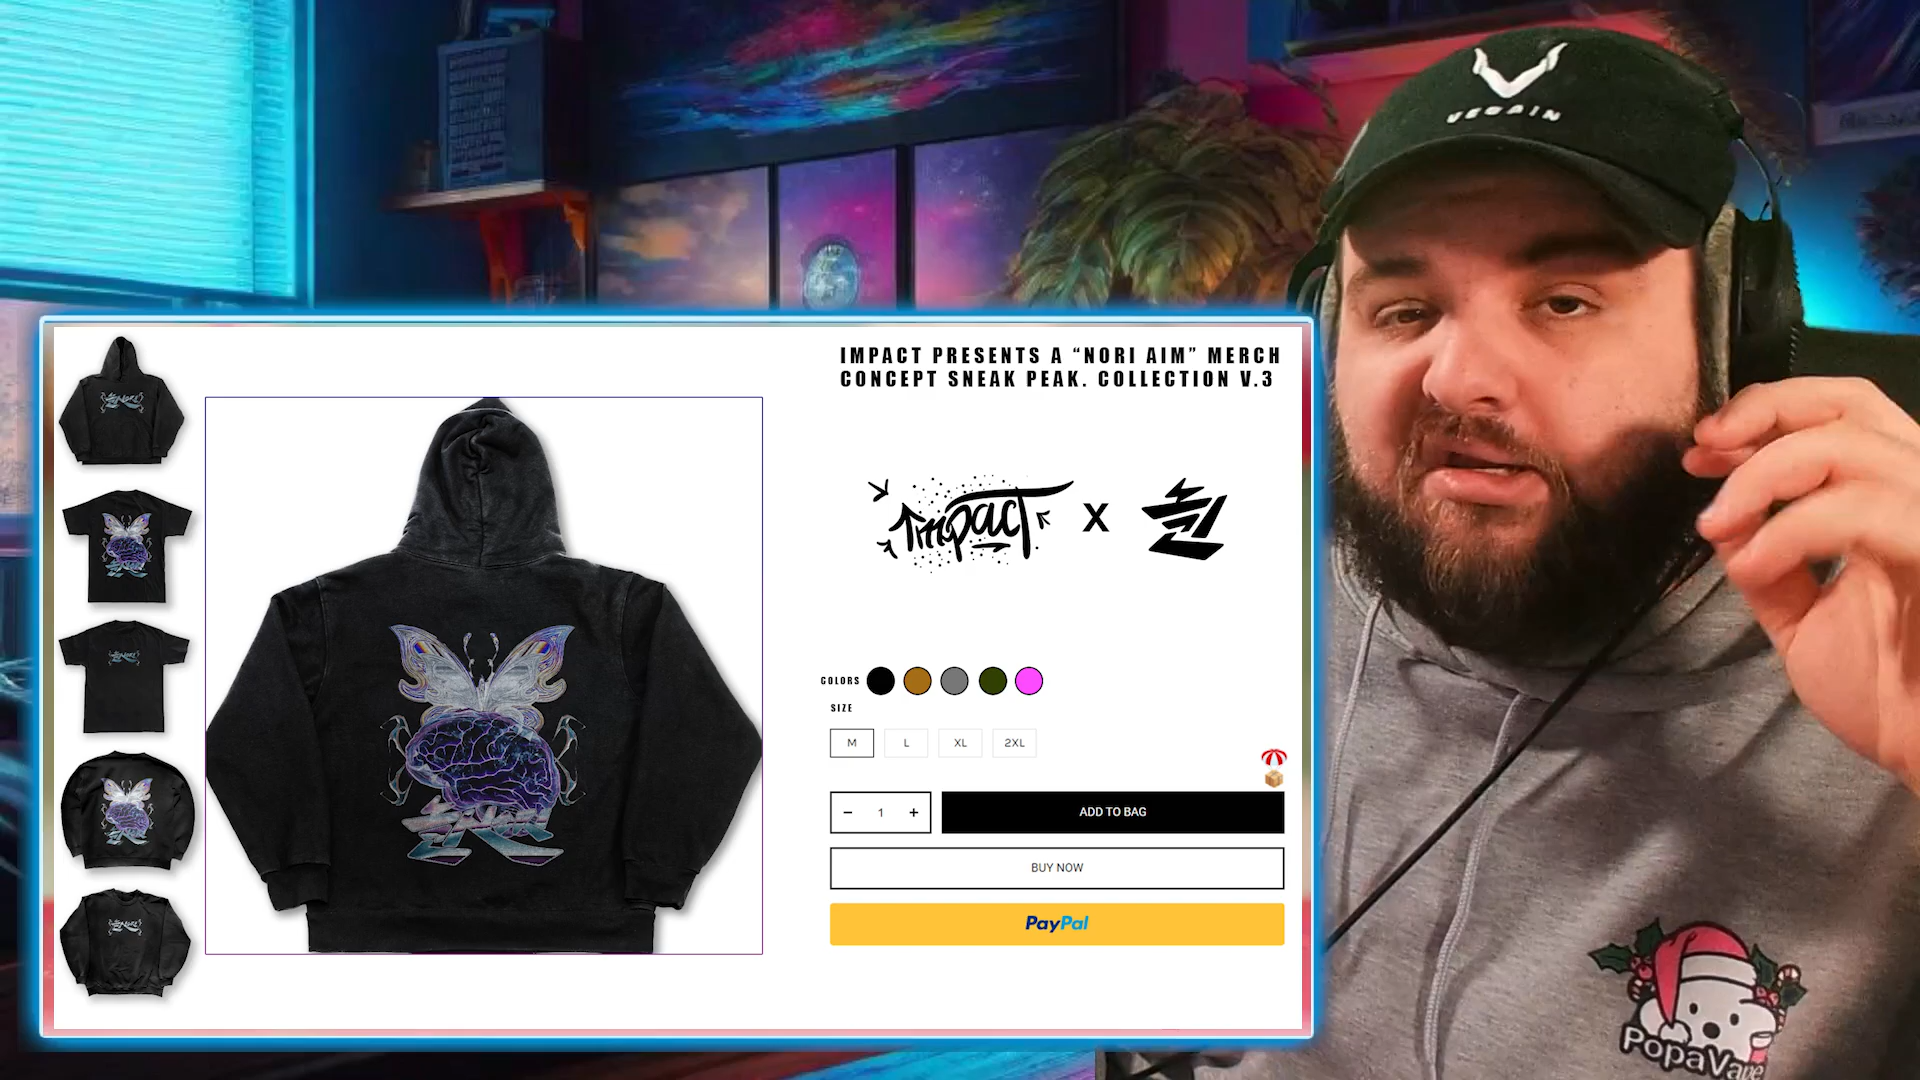 VEGAIN
IMPACT PRESENTS A “NORI AIM” MERCH
CONCEPT SNEAK PEAK. COLLECTION V.3
Impact X
COLORS
SIZE
M L XL 2XL
− 1 +
ADD TO BAG
BUY NOW
PayPal
PopaVape